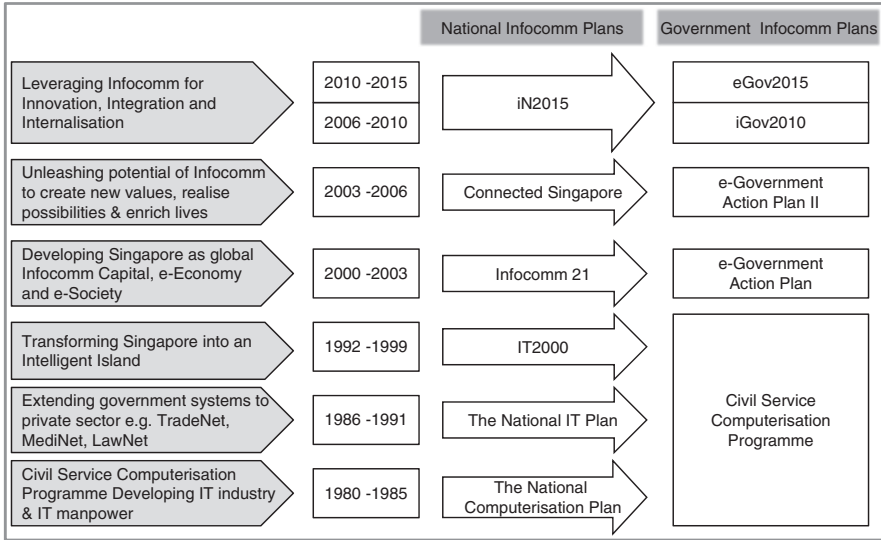 National Infocomm Plans
Government Infocomm Plans
Leveraging Infocomm for
Innovation, Integration and
Internalisation
2010 -2015
2006 -2010
iN2015
eGov2015
iGov2010
Unleashing potential of Infocomm
to create new values, realise
possibilities & enrich lives
2003 -2006
Connected Singapore
e-Government
Action Plan II
Developing Singapore as global
Infocomm Capital, e-Economy
and e-Society
2000 -2003
Infocomm 21
e-Government
Action Plan
Transforming Singapore into an
Intelligent Island
1992 -1999
IT2000
Extending government systems to
private sector e.g. TradeNet,
MediNet, LawNet
1986 -1991
The National IT Plan
Civil Service
Computerisation
Programme
Civil Service Computerisation
Programme Developing IT industry
& IT manpower
1980 -1985
The National
Computerisation Plan